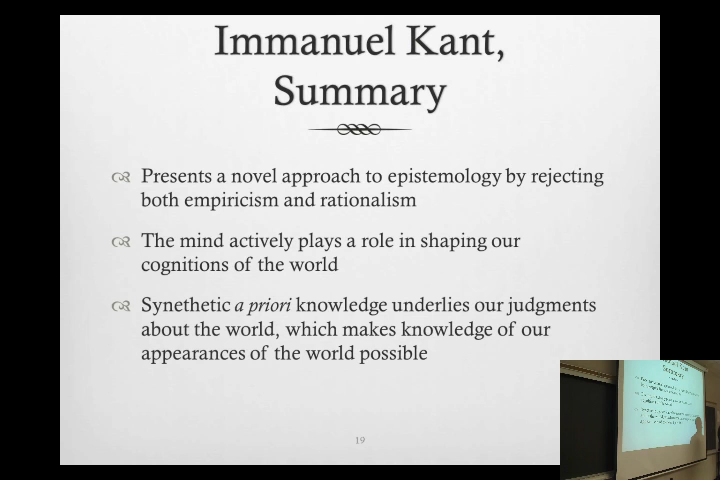 Immanuel Kant,
Summary
Presents a novel approach to epistemology by rejecting
both empiricism and rationalism
The mind actively plays a role in shaping our
cognitions of the world
Synethetic a priori knowledge underlies our judgments
about the world, which makes knowledge of our
appearances of the world possible
19
Summary